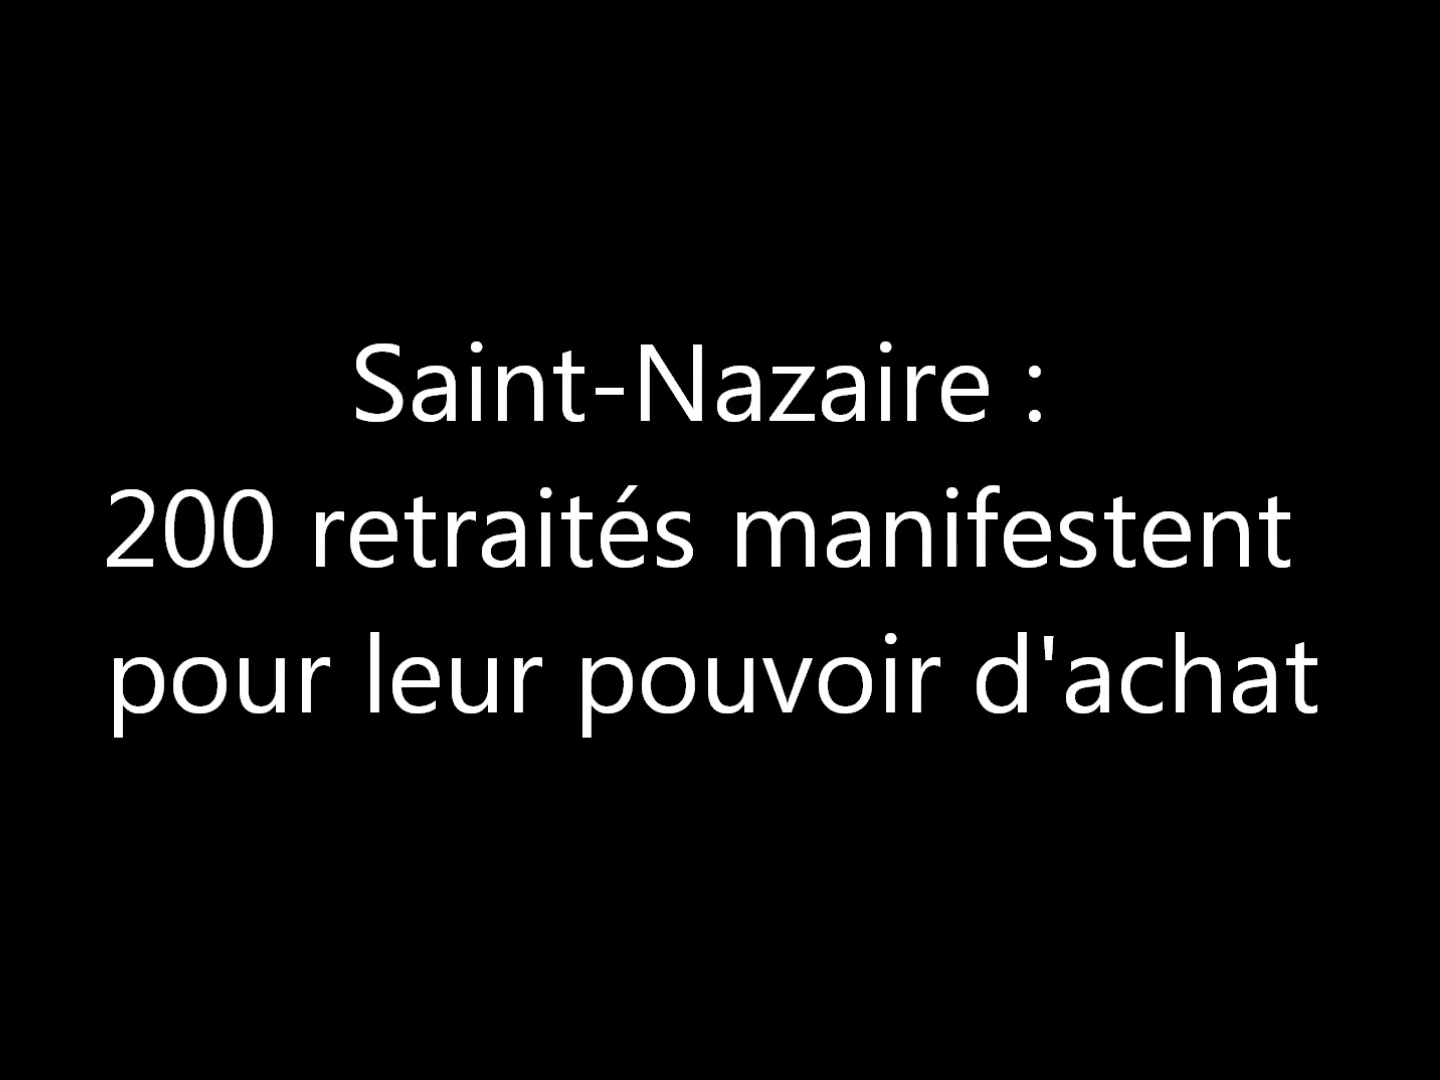 Saint-Nazaire :
200 retraités manifestent
pour leur pouvoir d'achat